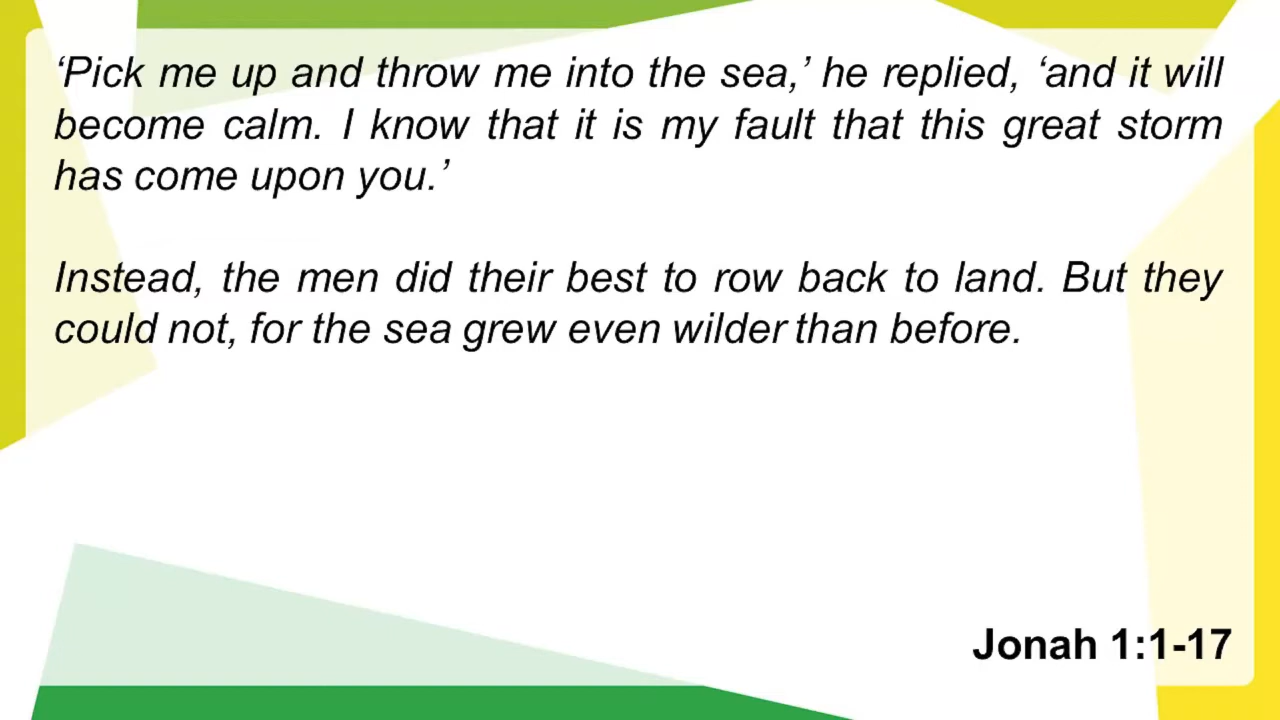 ‘Pick me up and throw me into the sea,’ he replied, ‘and it will
become calm. I know that it is my fault that this great storm
has come upon you.’
Instead, the men did their best to row back to land. But they
could not, for the sea grew even wilder than before.
Jonah 1:1-17